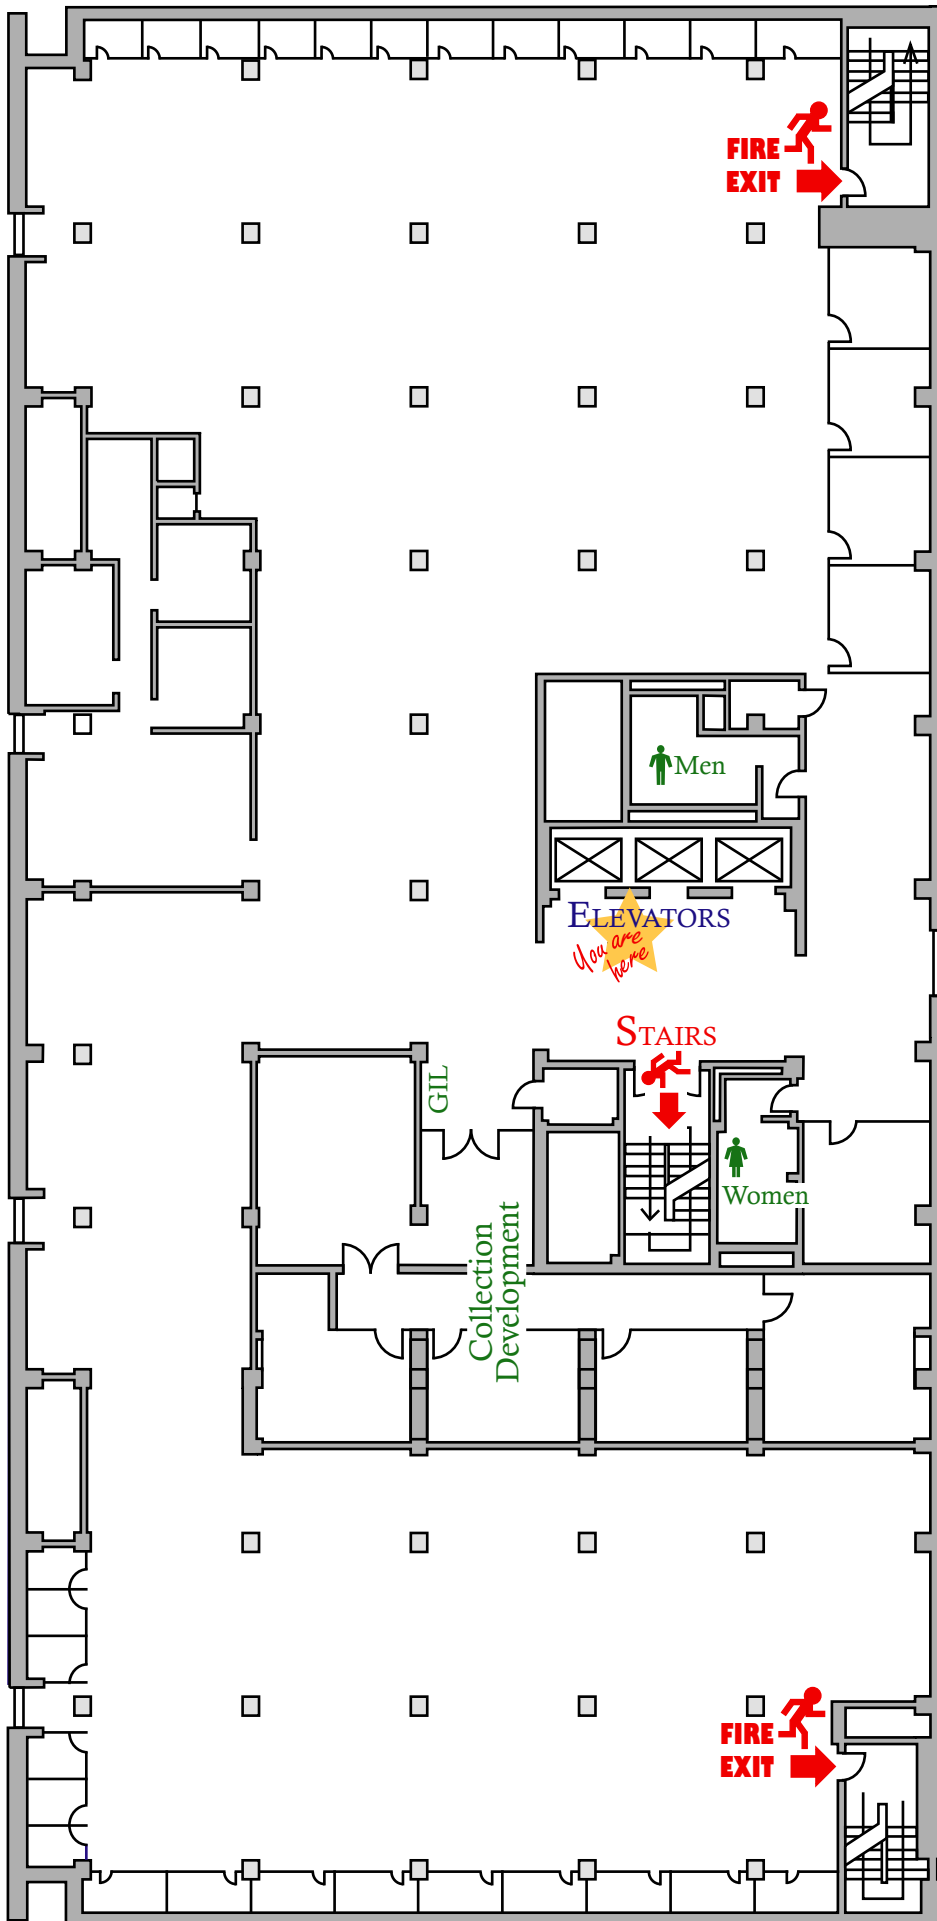 FIRE
EXIT
Men
ELEVATORS
You are
here
STAIRS
GIL
Women
Collection
Development
FIRE
EXIT